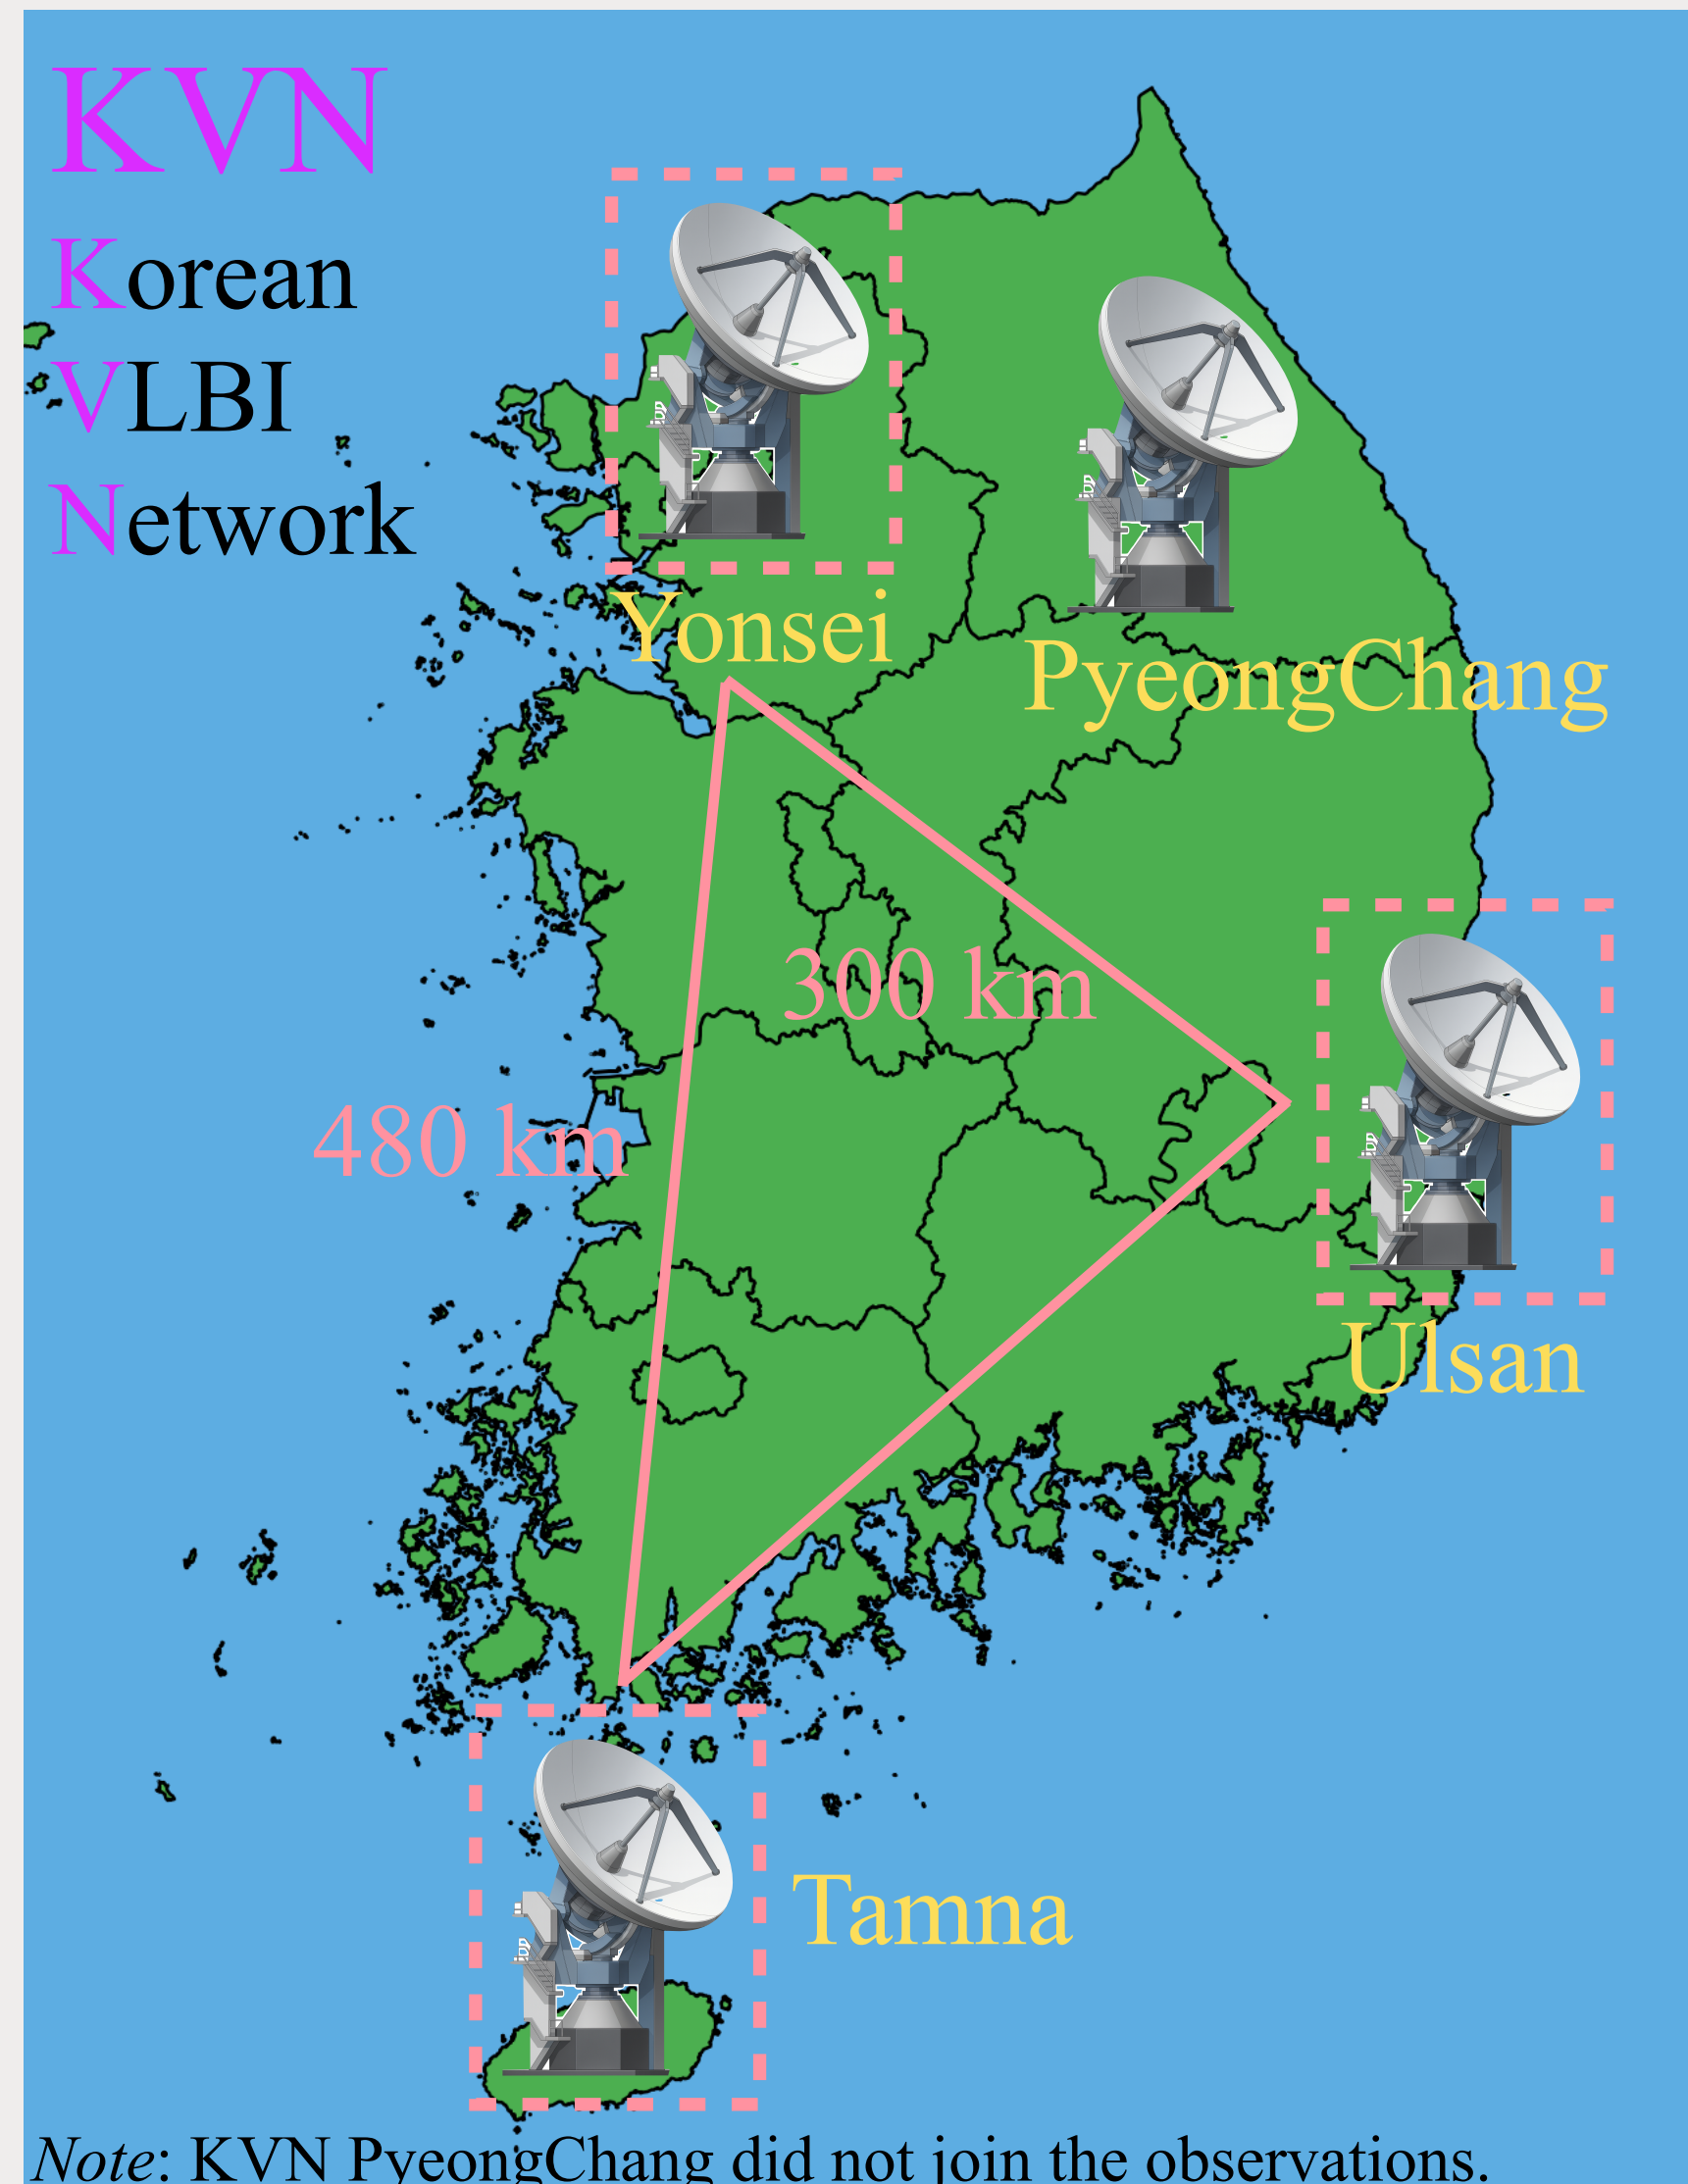 KVN
Korean
VLBI
Network
Yonsei
PyeongChang
300 km
480 km
Ulsan
Tamna
Note: KVN PyeongChang did not join the observations.